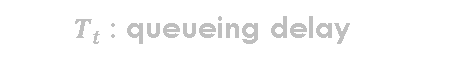 T_t : queueing delay